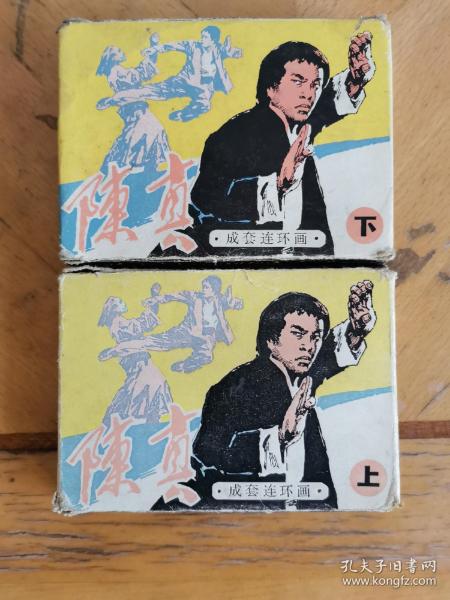 陳真
·成套连环画·
下
陳真
·成套连环画·
上
孔夫子旧书网
www.kongfz.com